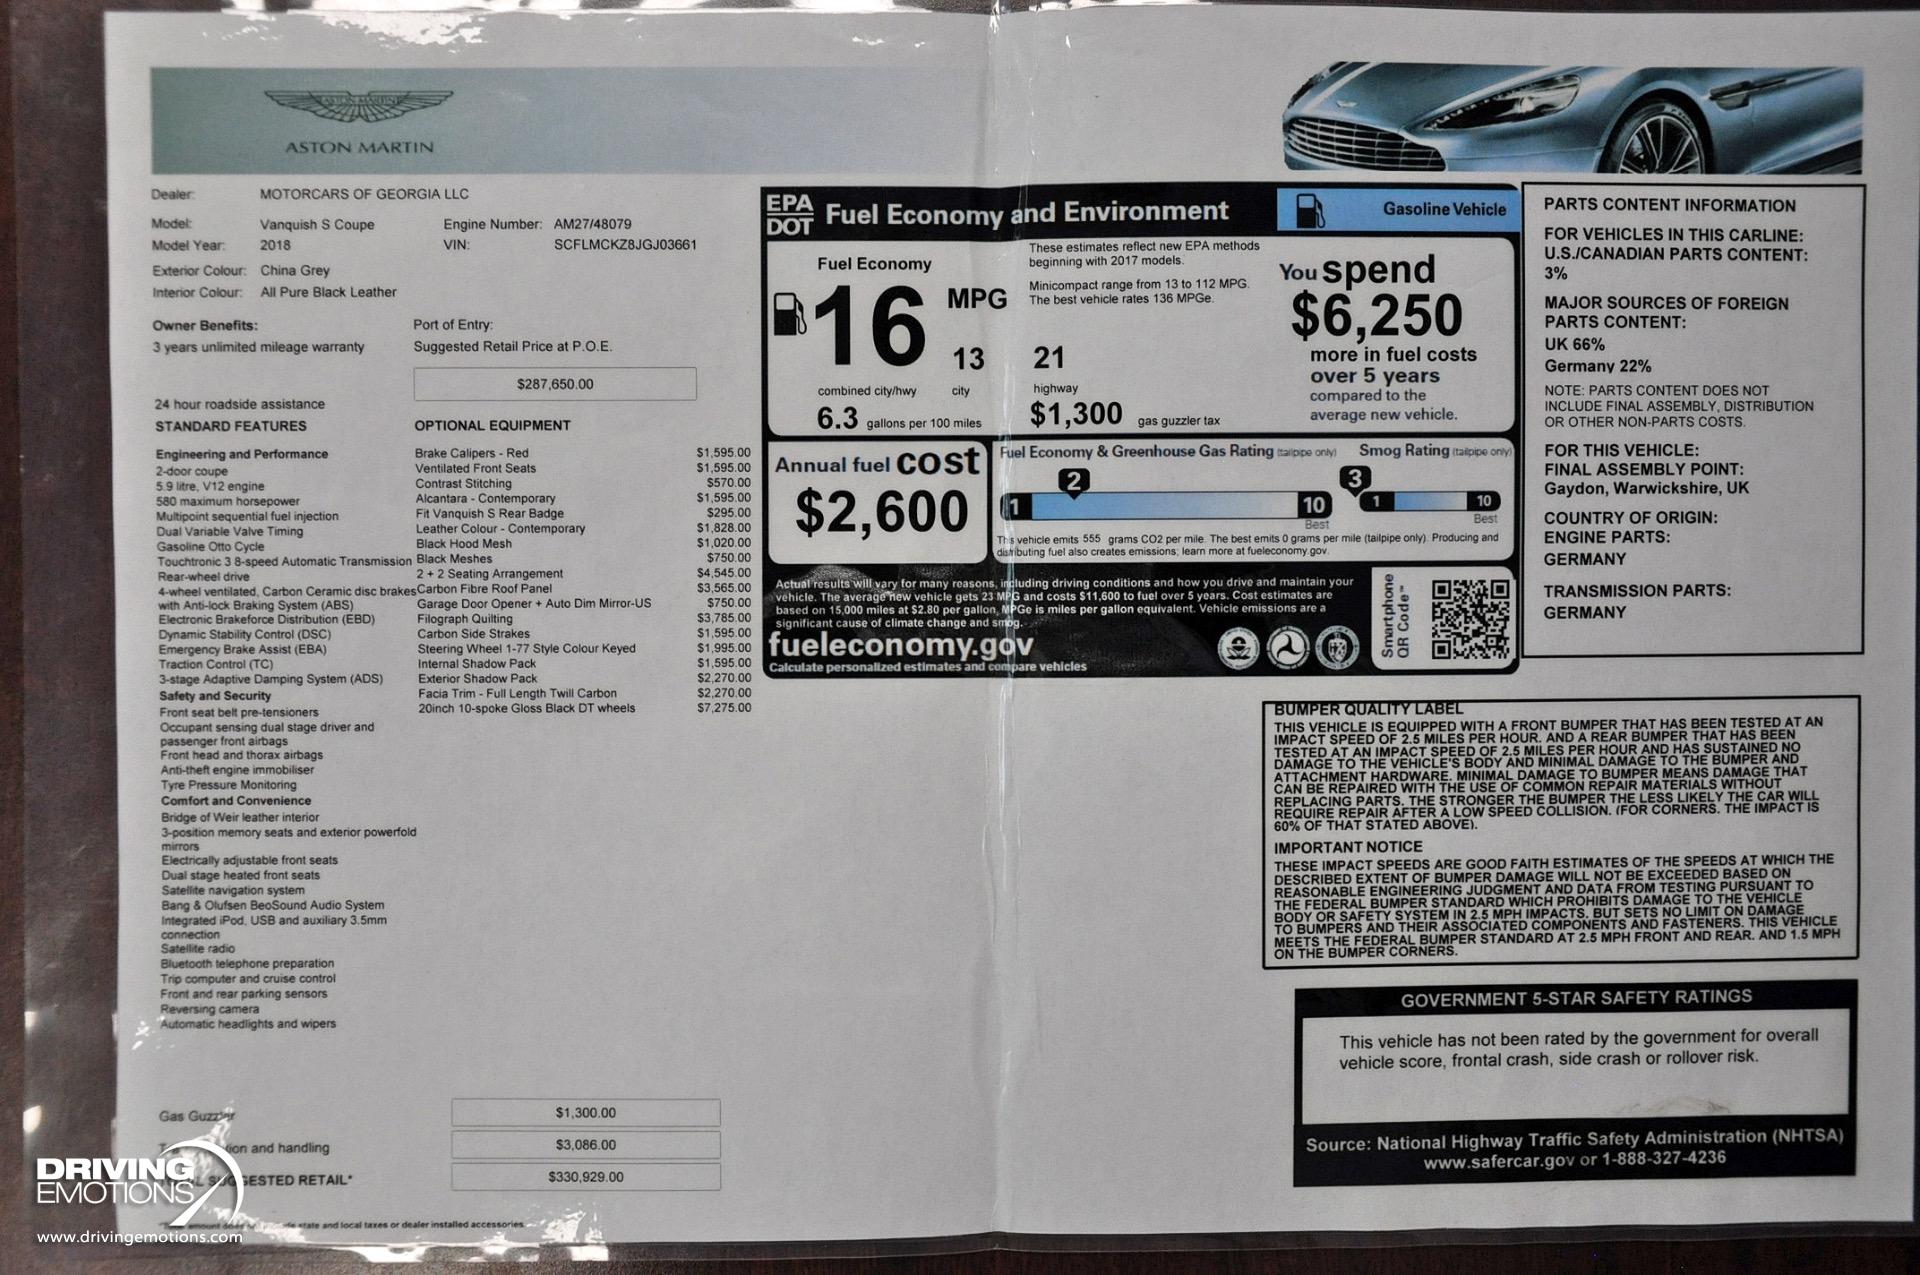 ASTON MARTIN
ASTON MARTIN
Dealer: MOTORCARS OF GEORGIA LLC
Model: Vanquish S Coupe Engine Number: AM27/48079
Model Year: 2018 VIN: SCFLMCKZ8JGJ03661
Exterior Colour: China Grey
Interior Colour: All Pure Black Leather
Owner Benefits: Port of Entry:
3 years unlimited mileage warranty Suggested Retail Price at P.O.E.
$287,650.00
24 hour roadside assistance
STANDARD FEATURES
Engineering and Performance
2-door coupe
5.9 litre, V12 engine
580 maximum horsepower
Multipoint sequential fuel injection
Dual Variable Valve Timing
Gasoline Otto Cycle
Touchtronic 3 8-speed Automatic Transmission
Rear-wheel drive
4-wheel ventilated, Carbon Ceramic disc brakes
with Anti-lock Braking System (ABS)
Electronic Brakeforce Distribution (EBD)
Dynamic Stability Control (DSC)
Emergency Brake Assist (EBA)
Traction Control (TC)
3-stage Adaptive Damping System (ADS)
Safety and Security
Front seat belt pre-tensioners
Occupant sensing dual stage driver and
passenger front airbags
Front head and thorax airbags
Anti-theft engine immobiliser
Tyre Pressure Monitoring
Comfort and Convenience
Bridge of Weir leather interior
3-position memory seats and exterior powerfold
mirrors
Electrically adjustable front seats
Dual stage heated front seats
Satellite navigation system
Bang & Olufsen BeoSound Audio System
Integrated iPod, USB and auxiliary 3.5mm
connection
Satellite radio
Bluetooth telephone preparation
Trip computer and cruise control
Front and rear parking sensors
Reversing camera
Automatic headlights and wipers
OPTIONAL EQUIPMENT
Brake Calipers - Red $1,595.00
Ventilated Front Seats $1,595.00
Contrast Stitching $570.00
Alcantara - Contemporary $1,595.00
Fit Vanquish S Rear Badge $295.00
Leather Colour - Contemporary $1,828.00
Black Hood Mesh $1,020.00
Black Meshes $750.00
2 + 2 Seating Arrangement $4,545.00
Carbon Fibre Roof Panel $3,565.00
Garage Door Opener + Auto Dim Mirror-US $750.00
Filograph Quilting $3,785.00
Carbon Side Strakes $1,595.00
Steering Wheel 1-77 Style Colour Keyed $1,995.00
Internal Shadow Pack $1,595.00
Exterior Shadow Pack $2,270.00
Facia Trim - Full Length Twill Carbon $2,270.00
20inch 10-spoke Gloss Black DT wheels $7,275.00
Gas Guzzler $1,300.00
and handling $3,086.00
SUGGESTED RETAIL* $330,929.00
state and local taxes or dealer installed accessories
EPA
DOT
Fuel Economy and Environment
Gasoline Vehicle
Fuel Economy
16 MPG
13 21
combined city/hwy city highway
6.3 gallons per 100 miles
$1,300 gas guzzler tax
These estimates reflect new EPA methods
beginning with 2017 models.
Minicompact range from 13 to 112 MPG.
The best vehicle rates 136 MPGe.
You spend
$6,250
more in fuel costs
over 5 years
compared to the
average new vehicle.
Annual fuel COST
$2,600
Fuel Economy & Greenhouse Gas Rating (tailpipe only)
2
1 10
Best
Smog Rating (tailpipe only)
3
1 10
Best
This vehicle emits 555 grams CO2 per mile. The best emits 0 grams per mile (tailpipe only). Producing and
distributing fuel also creates emissions; learn more at fueleconomy.gov.
Actual results will vary for many reasons, including driving conditions and how you drive and maintain your
vehicle. The average new vehicle gets 23 MPG and costs $11,600 to fuel over 5 years. Cost estimates are
based on 15,000 miles at $2.80 per gallon, MPGe is miles per gallon equivalent. Vehicle emissions are a
significant cause of climate change and smog.
fueleconomy.gov
Calculate personalized estimates and compare vehicles
Smartphone
QR Code™
PARTS CONTENT INFORMATION
FOR VEHICLES IN THIS CARLINE:
U.S./CANADIAN PARTS CONTENT:
3%
MAJOR SOURCES OF FOREIGN
PARTS CONTENT:
UK 66%
Germany 22%
NOTE: PARTS CONTENT DOES NOT
INCLUDE FINAL ASSEMBLY, DISTRIBUTION
OR OTHER NON-PARTS COSTS.
FOR THIS VEHICLE:
FINAL ASSEMBLY POINT:
Gaydon, Warwickshire, UK
COUNTRY OF ORIGIN:
ENGINE PARTS:
GERMANY
TRANSMISSION PARTS:
GERMANY
BUMPER QUALITY LABEL
THIS VEHICLE IS EQUIPPED WITH A FRONT BUMPER THAT HAS BEEN TESTED AT AN
IMPACT SPEED OF 2.5 MILES PER HOUR. AND A REAR BUMPER THAT HAS BEEN
TESTED AT AN IMPACT SPEED OF 2.5 MILES PER HOUR AND HAS SUSTAINED NO
DAMAGE TO THE VEHICLE'S BODY AND MINIMAL DAMAGE TO THE BUMPER AND
ATTACHMENT HARDWARE. MINIMAL DAMAGE TO BUMPER MEANS DAMAGE THAT
CAN BE REPAIRED WITH THE USE OF COMMON REPAIR MATERIALS WITHOUT
REPLACING PARTS. THE STRONGER THE BUMPER THE LESS LIKELY THE CAR WILL
REQUIRE REPAIR AFTER A LOW SPEED COLLISION. (FOR CORNERS. THE IMPACT IS
60% OF THAT STATED ABOVE).
IMPORTANT NOTICE
THESE IMPACT SPEEDS ARE GOOD FAITH ESTIMATES OF THE SPEEDS AT WHICH THE
DESCRIBED EXTENT OF BUMPER DAMAGE WILL NOT BE EXCEEDED BASED ON
REASONABLE ENGINEERING JUDGMENT AND DATA FROM TESTING PURSUANT TO
THE FEDERAL BUMPER STANDARD WHICH PROHIBITS DAMAGE TO THE VEHICLE
BODY OR SAFETY SYSTEM IN 2.5 MPH IMPACTS. BUT SETS NO LIMIT ON DAMAGE
TO BUMPERS AND THEIR ASSOCIATED COMPONENTS AND FASTENERS. THIS VEHICLE
MEETS THE FEDERAL BUMPER STANDARD AT 2.5 MPH FRONT AND REAR. AND 1.5 MPH
ON THE BUMPER CORNERS.
GOVERNMENT 5-STAR SAFETY RATINGS
This vehicle has not been rated by the government for overall
vehicle score, frontal crash, side crash or rollover risk.
Source: National Highway Traffic Safety Administration (NHTSA)
www.safercar.gov or 1-888-327-4236
DRIVING
EMOTIONS
www.drivingemotions.com